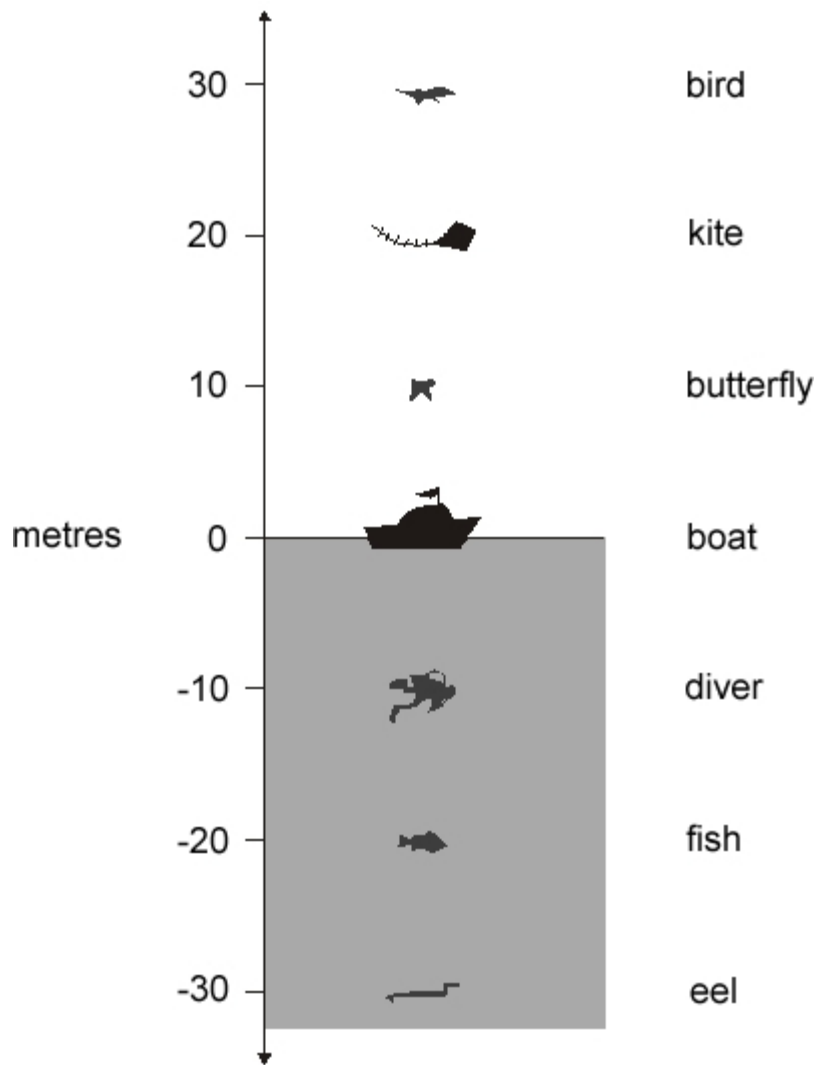 30 bird
20 kite
10 butterfly
metres 0 boat
-10 diver
-20 fish
-30 eel